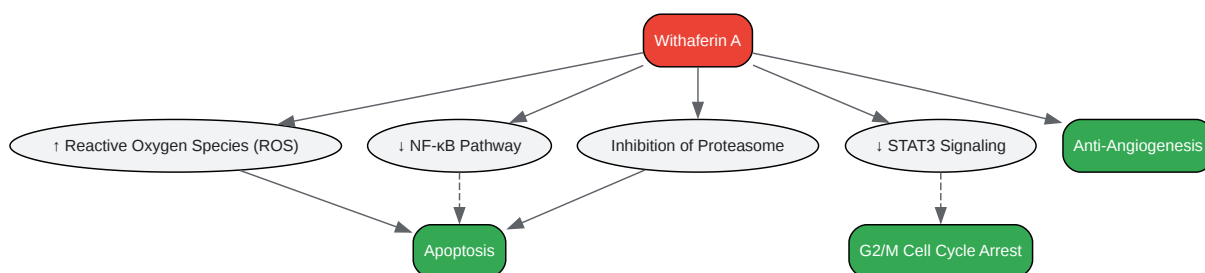 Withaferin A
↑ Reactive Oxygen Species (ROS)
↓ NF-κB Pathway
Inhibition of Proteasome
↓ STAT3 Signaling
Anti-Angiogenesis
Apoptosis
G2/M Cell Cycle Arrest